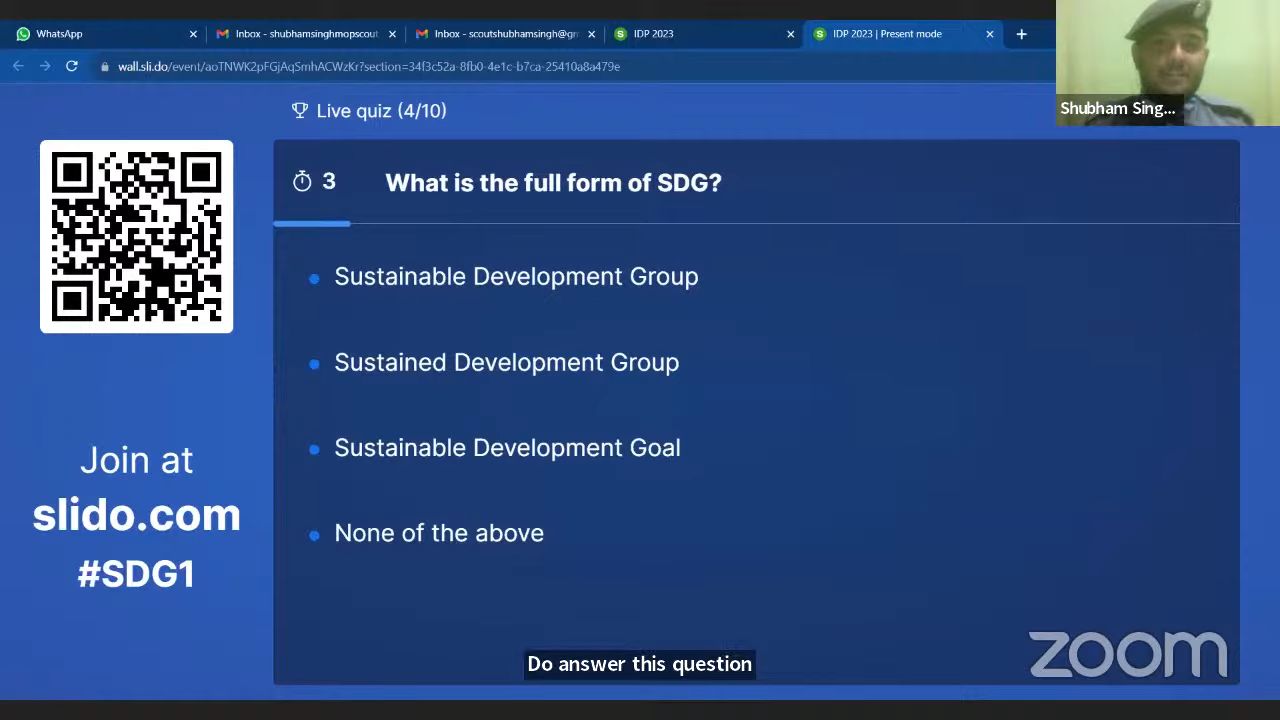 WhatsApp
Inbox - shubhamsinghmopscout
Inbox - scoutshubhamsingh@gm
IDP 2023
IDP 2023 | Present mode
wall.sli.do/event/aoTNWK2pFGjAqSmhACWzKr?section=34f3c52a-8fb0-4e1c-b7ca-25410a8a479e
Shubham Sing...
Live quiz (4/10)
3
What is the full form of SDG?
Sustainable Development Group
Sustained Development Group
Sustainable Development Goal
None of the above
Join at
slido.com
#SDG1
Do answer this question
zoom